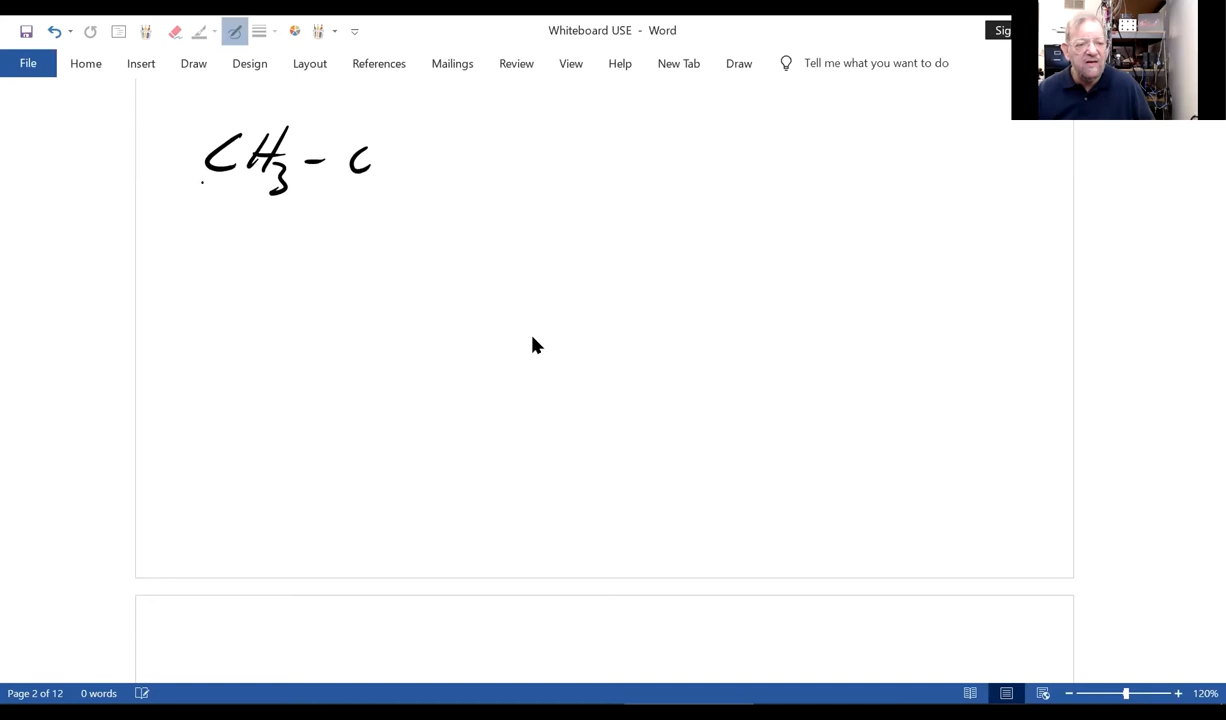 Whiteboard USE - Word
Sig
File Home Insert Draw Design Layout References Mailings Review View Help New Tab Draw Tell me what you want to do
CH₃ - C
Page 2 of 12 0 words 120%